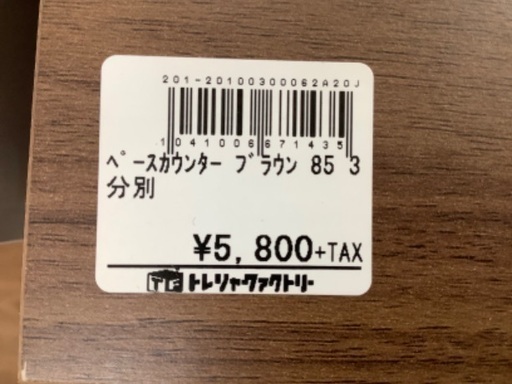 201-20100300062A20J
1041006671435
ﾍﾟｰｽｶｳﾝﾀｰ ﾌﾞﾗｳﾝ 85 3
分別
¥5,800+TAX
TF トレジャーファクトリー